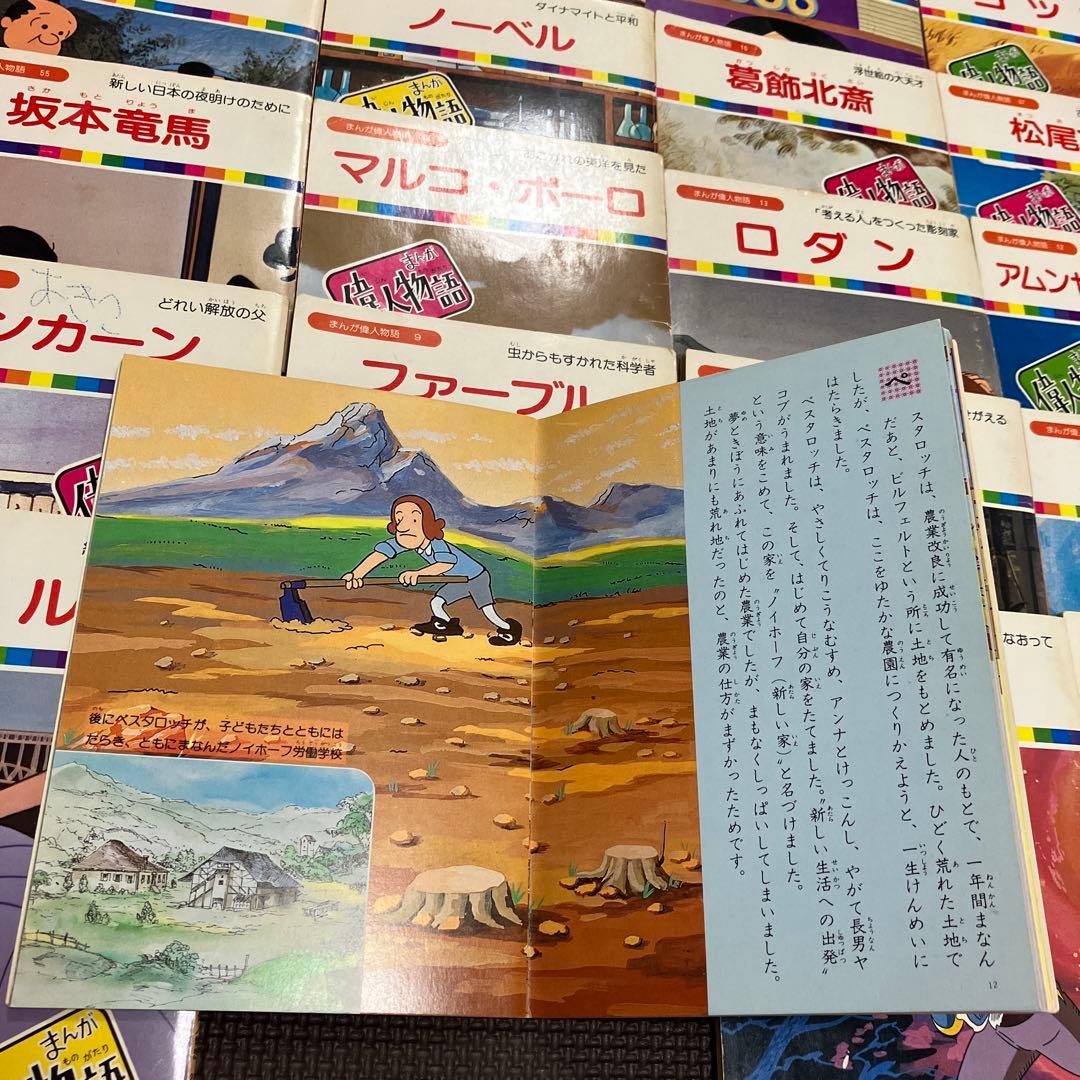 ダイナマイトと平和
ノーベル
まんが
偉人物語
人物語 55
新しい日本の夜明けのために
坂本竜馬
まんが偉人物語 16
浮世絵の大天才
葛飾北斎
偉人物語
松尾
まんが偉人物語
あこがれの東洋を見た
マルコ・ポーロ
まんが
偉人物語
まんが偉人物語 13
「考える人」をつくった彫刻家
ロダン
まんが偉人物語 12
アムンセ
どれい解放の父
ンカーン
まんが偉人物語 9
虫からもすかれた科学者
ファーブル
ル
なおって
ペ
スタロッチは、農業改良に成功して有名になった人のもとで、一年間まなん
だあと、ビルフェルトという所に土地をもとめました。ひどく荒れた土地で
したが、ペスタロッチは、ここをゆたかな農園につくりかえようと、一生けんめいに
はたらきました。
ペスタロッチは、やさしくてりこうなむすめ、アンナとけっこんし、やがて長男ヤ
コブがうまれました。そして、はじめて自分の家をたてました。〝新しい生活への出発〟
という意味をこめて、この家を〝ノイホーフ（新しい家）〟と名づけました。
夢ときぼうにあふれてはじめた農業でしたが、まもなくしっぱいしてしまいました。
土地があまりにも荒れ地だったのと、農業の仕方がまずかったためです。
12
後にペスタロッチが、子どもたちとともには
たらき、ともにまなんだノイホーフ労働学校
まんが
物語